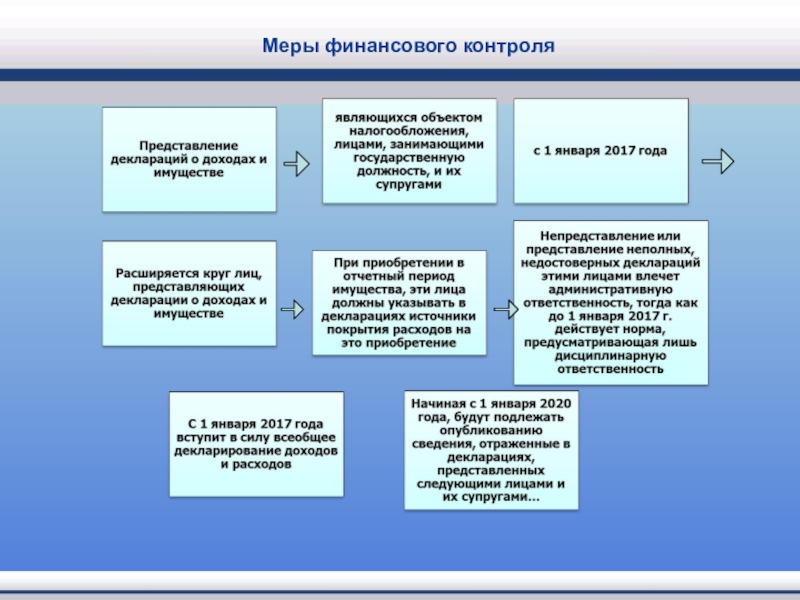 Меры финансового контроля
Представление
деклараций о доходах и
имуществе
являющихся объектом
налогообложения,
лицами, занимающими
государственную
должность, и их
супругами
с 1 января 2017 года
Расширяется круг лиц,
представляющих
декларации о доходах и
имуществе
При приобретении в
отчетный период
имущества, эти лица
должны указывать в
декларациях источники
покрытия расходов на
это приобретение
Непредставление или
представление неполных,
недостоверных деклараций
этими лицами влечет
административную
ответственность, тогда как
до 1 января 2017 г.
действует норма,
предусматривающая лишь
дисциплинарную
ответственность
С 1 января 2017 года
вступит в силу всеобщее
декларирование доходов
и расходов
Начиная с 1 января 2020
года, будут подлежать
опубликованию
сведения, отраженные в
декларациях,
представленных
следующими лицами и
их супругами...